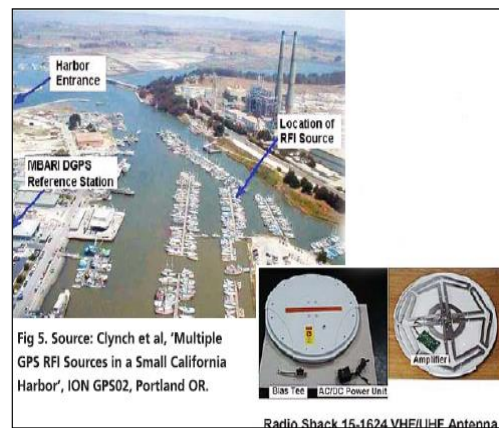 Harbor
Entrance
Location of
RFI Source
MBARI DGPS
Reference Station
Fig 5. Source: Clynch et al, 'Multiple
GPS RFI Sources in a Small California
Harbor', ION GPS02, Portland OR.
Amplifier
Bias Tee AC/DC Power Unit
Radio Shack 15-1624 VHF/UHF Antenna